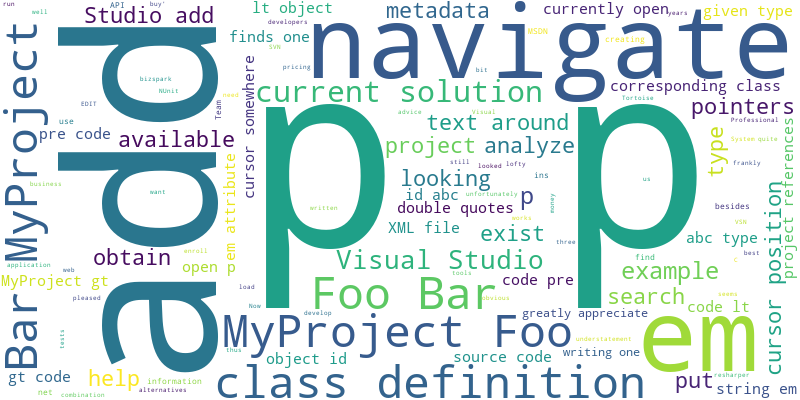 run
well
API
buy'
Studio add
lt object
developers
metadata
currently open
years
given type
navigate
finds one
SVN
MSDN
creating
Bar MyProject
add
bizspark
NUnit
pricing
bit
current solution
corresponding class
EDIT
Team
need
cursor somewhere
p p
Tortoise
pointers
use
pre code
available
advice
Visual
text around
Professional
project
analyze
type
System quite
still
looked lofty
frankly
em attribute
looking
ins
us
project references
business
want
id abc
unfortunately
p
double quotes
money
besides
written
works
XML file
exist
three
abc type
VSN
enroll
obtain
open p
Visual Studio
find
best
cursor position
application
web
MyProject gt
tools
code pre
example
C
information
load
Foo Bar
obvious
search
seems
pleased
Now
develop
greatly appreciate
code lt
MyProject Foo
em
tests
thus
understatement
object id
source code
writing one
gt code
help
resharper
put
net
combination
alternatives
class definition
string em